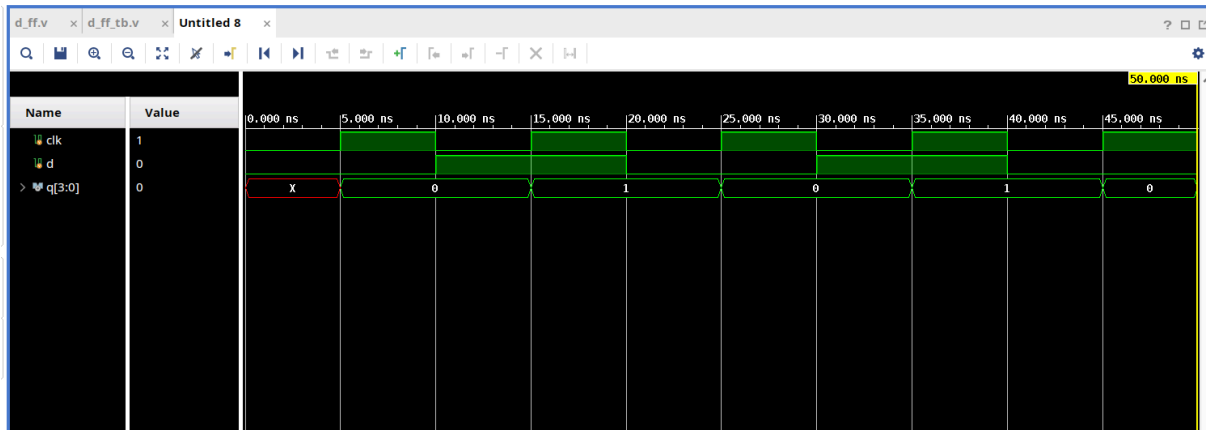 d_ff.v × d_ff_tb.v × Untitled 8 × ?
50.000 ns
Name Value
0.000 ns 5.000 ns 10.000 ns 15.000 ns 20.000 ns 25.000 ns 30.000 ns 35.000 ns 40.000 ns 45.000 ns
clk 1
d 0
> q[3:0] 0 X 0 1 0 1 0